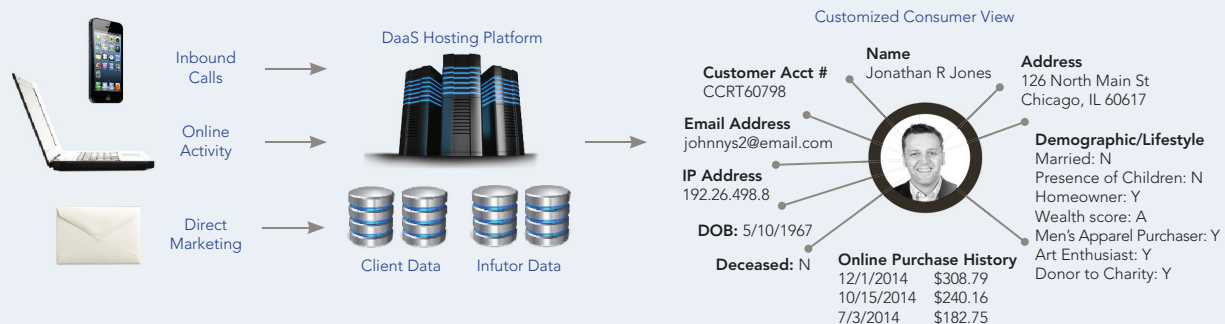 Inbound
Calls
Online
Activity
Direct
Marketing
DaaS Hosting Platform
Client Data
Infutor Data
Customized Consumer View
Name
Jonathan R Jones
Customer Acct #
CCRT60798
Email Address
johnnys2@email.com
IP Address
192.26.498.8
DOB: 5/10/1967
Deceased: N
Online Purchase History
12/1/2014 $308.79
10/15/2014 $240.16
7/3/2014 $182.75
Address
126 North Main St
Chicago, IL 60617
Demographic/Lifestyle
Married: N
Presence of Children: N
Homeowner: Y
Wealth score: A
Men's Apparel Purchaser: Y
Art Enthusiast: Y
Donor to Charity: Y